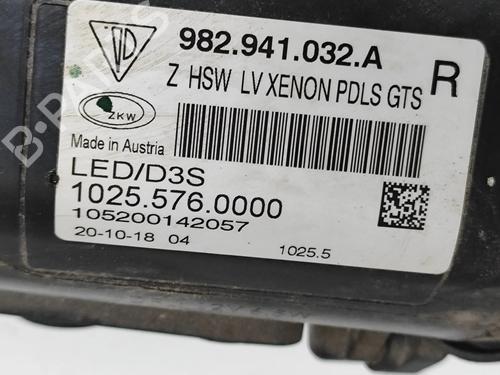 982.941.032.A
Z HSW LV XENON PDLS GTS
R
ZKW
Made in Austria
LED/D3S
1025.576.0000
105200142057
20-10-18 04
1025.5